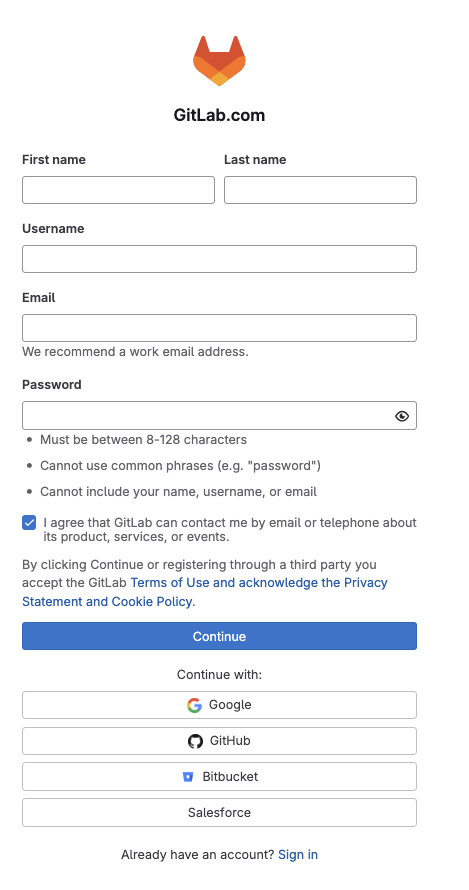 GitLab.com
First name Last name
Username
Email
We recommend a work email address.
Password
• Must be between 8-128 characters
• Cannot use common phrases (e.g. "password")
• Cannot include your name, username, or email
I agree that GitLab can contact me by email or telephone about
its product, services, or events.
By clicking Continue or registering through a third party you
accept the GitLab Terms of Use and acknowledge the Privacy
Statement and Cookie Policy.
Continue
Continue with:
Google
GitHub
Bitbucket
Salesforce
Already have an account? Sign in